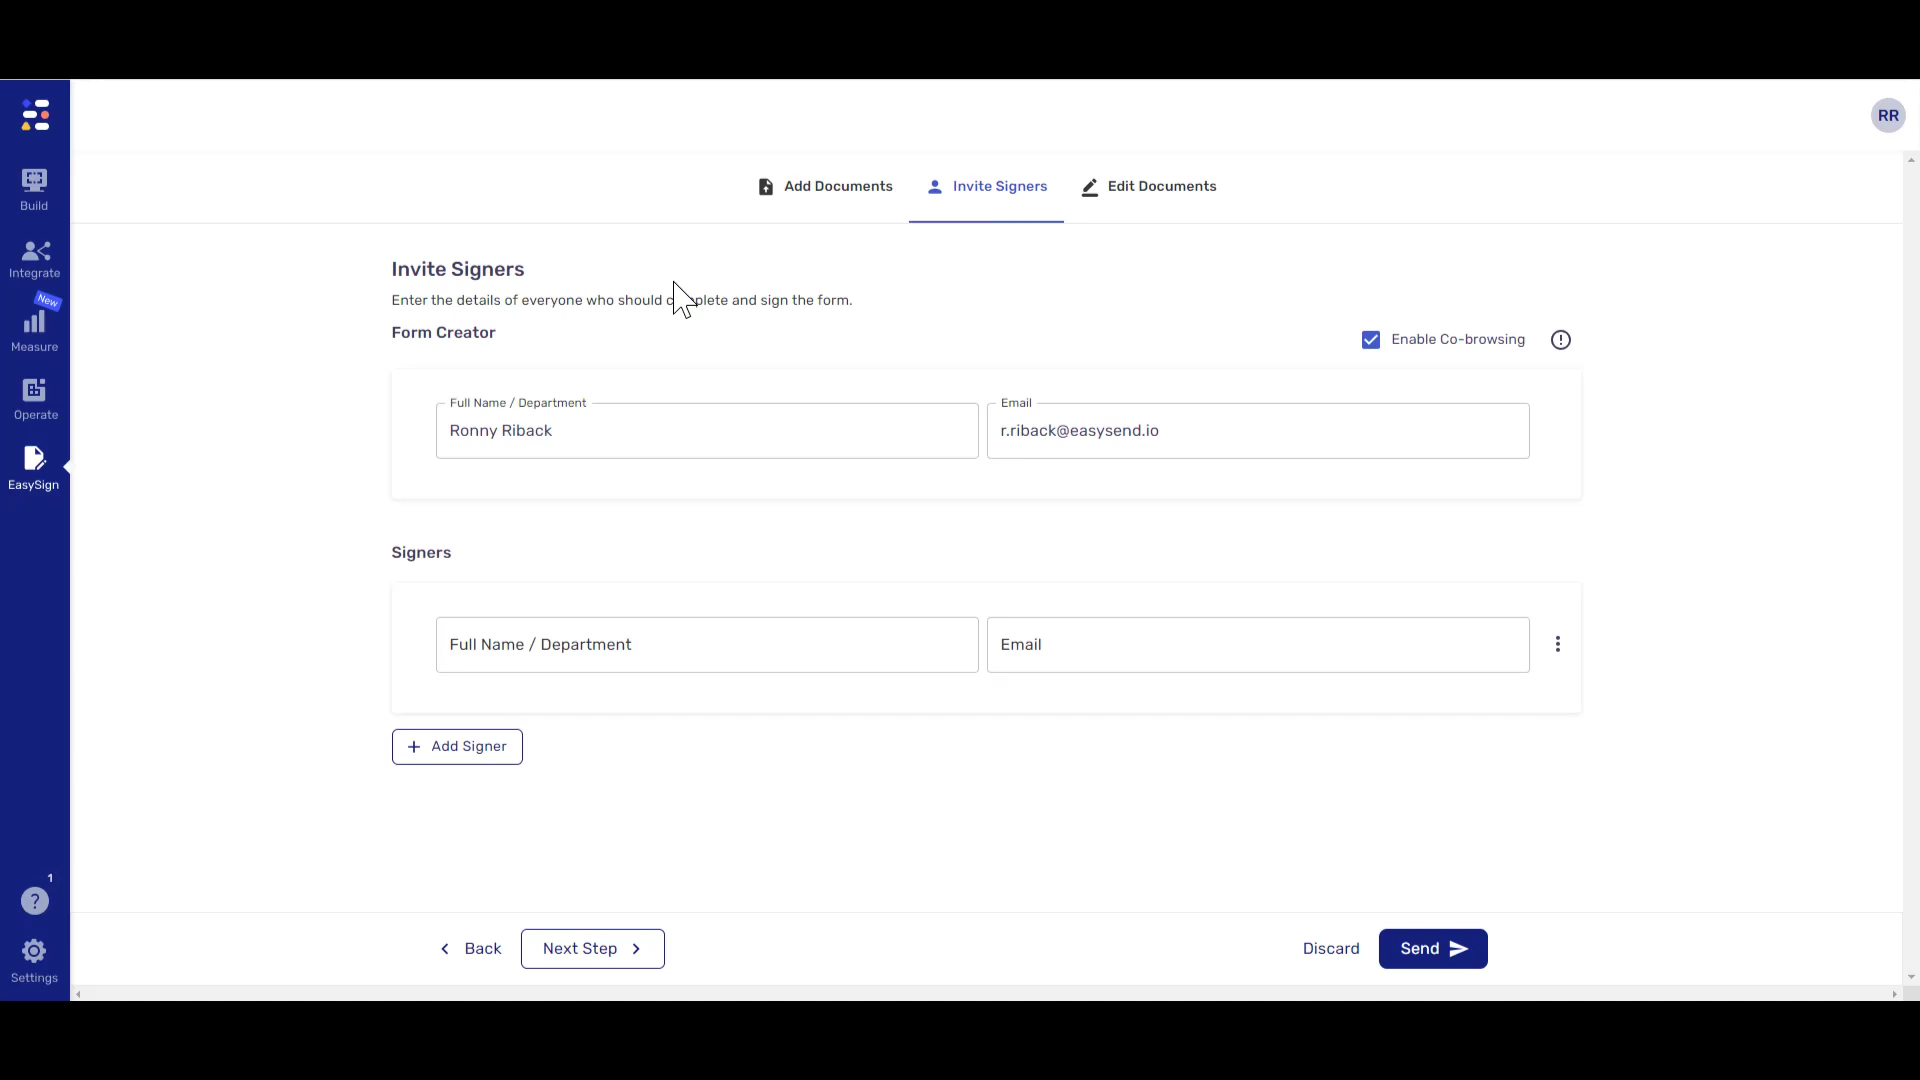 RR
Build
Integrate
New
Measure
Operate
EasySign
1
?
Settings
Add Documents
Invite Signers
Edit Documents
Invite Signers
Enter the details of everyone who should complete and sign the form.
Form Creator
Enable Co-browsing
Full Name / Department
Email
Ronny Riback
r.riback@easysend.io
Signers
Full Name / Department
Email
+ Add Signer
Back
Next Step
Discard
Send